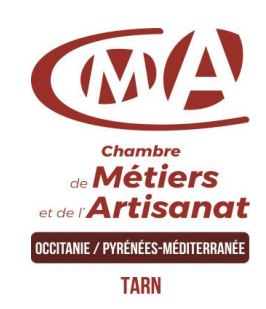 CMA
Chambre
de Métiers
et de l'Artisanat
OCCITANIE / PYRÉNÉES-MÉDITERRANÉE
TARN